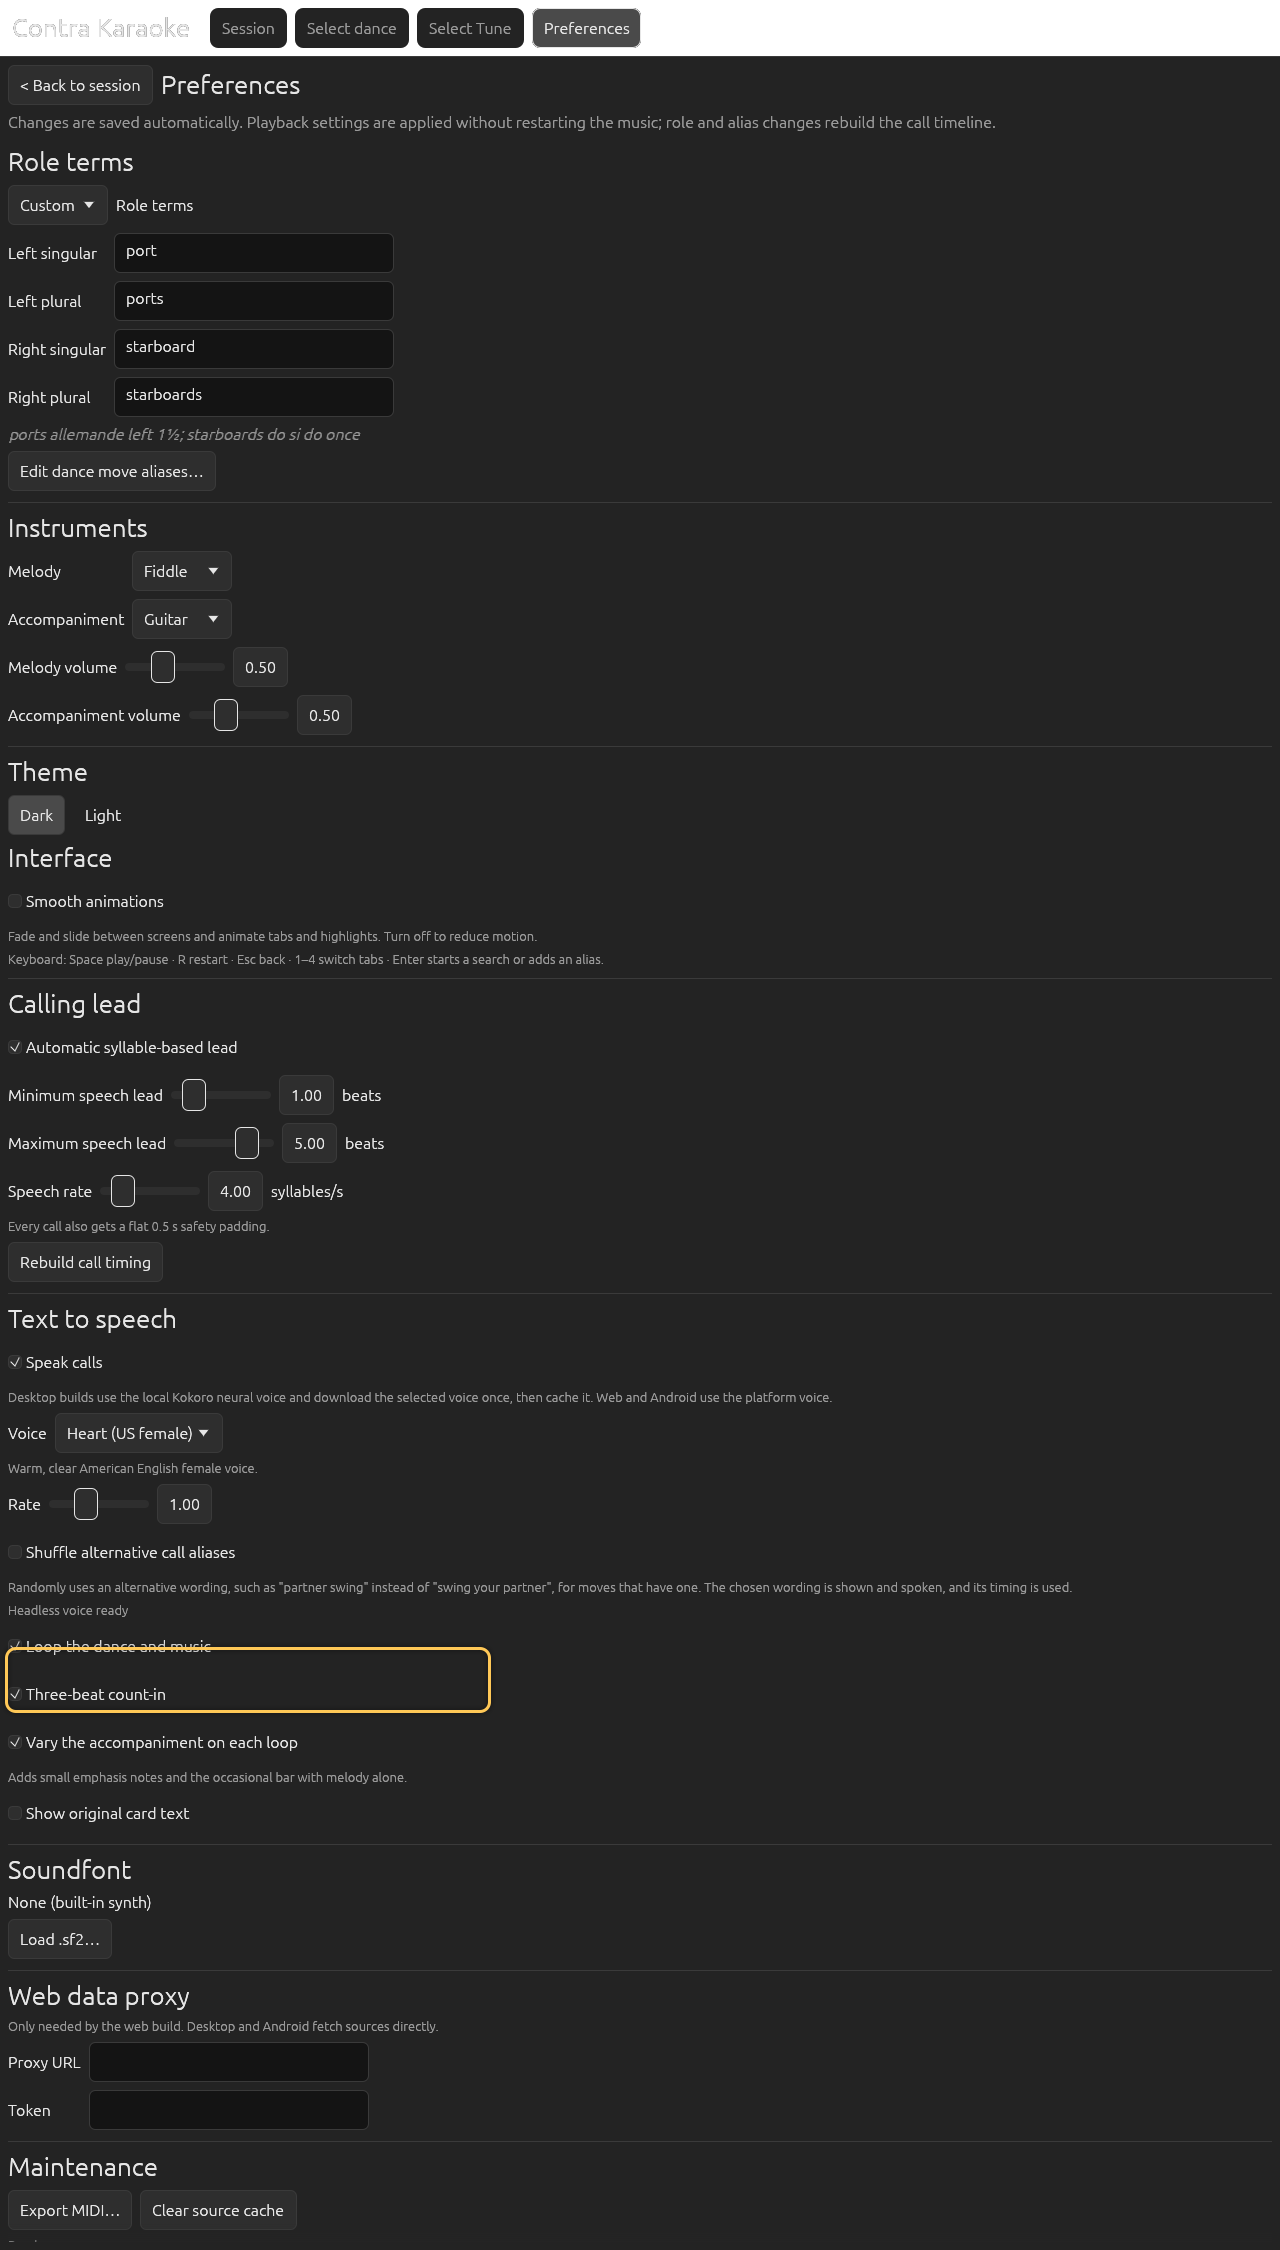 Contra Karaoke Session Select dance Select Tune Preferences
< Back to session Preferences
Changes are saved automatically. Playback settings are applied without restarting the music; role and alias changes rebuild the call timeline.
Role terms
Custom Role terms
Left singular port
Left plural ports
Right singular starboard
Right plural starboards
ports allemande left 1½; starboards do si do once
Edit dance move aliases…
Instruments
Melody Fiddle
Accompaniment Guitar
Melody volume 0.50
Accompaniment volume 0.50
Theme
Dark Light
Interface
Smooth animations
Fade and slide between screens and animate tabs and highlights. Turn off to reduce motion.
Keyboard: Space play/pause · R restart · Esc back · 1–4 switch tabs · Enter starts a search or adds an alias.
Calling lead
Automatic syllable-based lead
Minimum speech lead 1.00 beats
Maximum speech lead 5.00 beats
Speech rate 4.00 syllables/s
Every call also gets a flat 0.5 s safety padding.
Rebuild call timing
Text to speech
Speak calls
Desktop builds use the local Kokoro neural voice and download the selected voice once, then cache it. Web and Android use the platform voice.
Voice Heart (US female)
Warm, clear American English female voice.
Rate 1.00
Shuffle alternative call aliases
Randomly uses an alternative wording, such as "partner swing" instead of "swing your partner", for moves that have one. The chosen wording is shown and spoken, and its timing is used.
Headless voice ready
Loop the dance and music
Three-beat count-in
Vary the accompaniment on each loop
Adds small emphasis notes and the occasional bar with melody alone.
Show original card text
Soundfont
None (built-in synth)
Load .sf2…
Web data proxy
Only needed by the web build. Desktop and Android fetch sources directly.
Proxy URL
Token
Maintenance
Export MIDI… Clear source cache